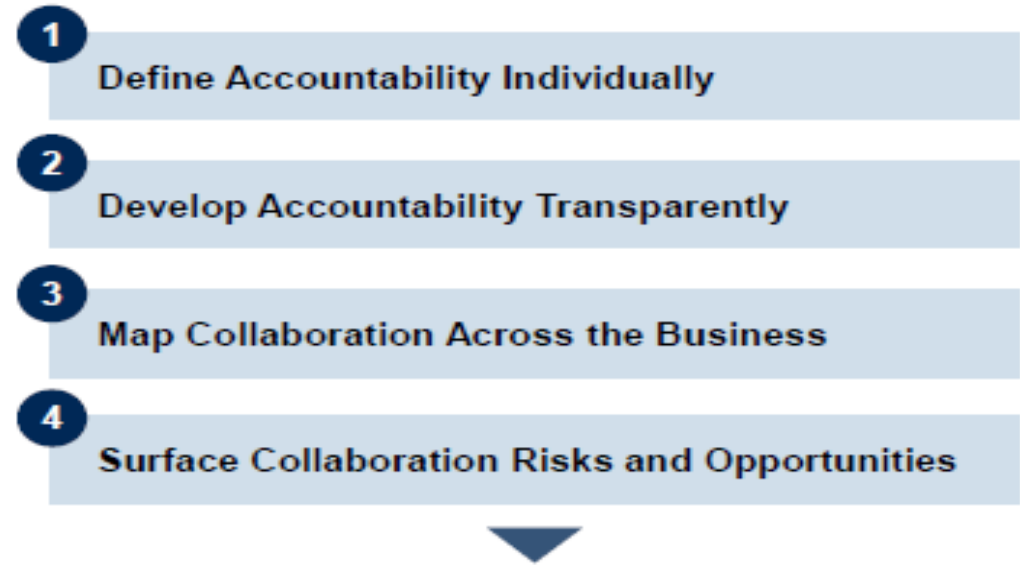 1
Define Accountability Individually
2
Develop Accountability Transparently
3
Map Collaboration Across the Business
4
Surface Collaboration Risks and Opportunities